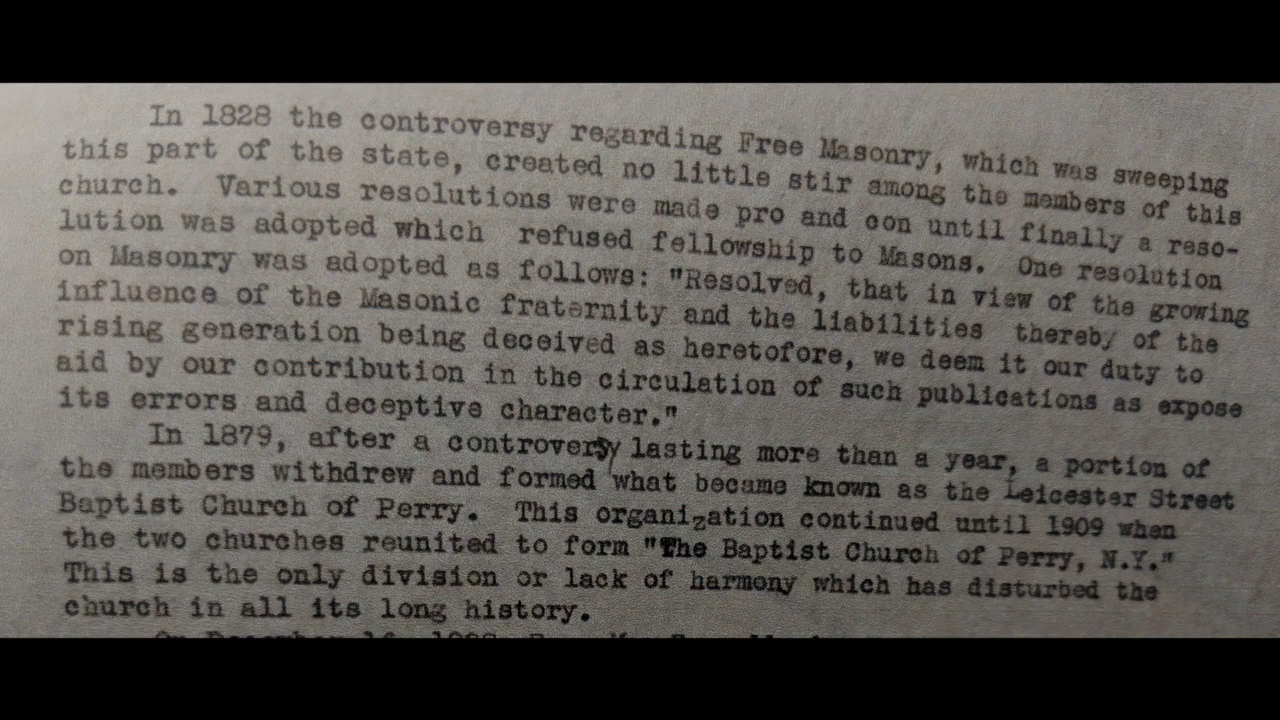 In 1828 the controversy regarding Free Masonry, which was sweeping
this part of the state, created no little stir among the members of this
church. Various resolutions were made pro and con until finally a reso-
lution was adopted which refused fellowship to Masons. One resolution
on Masonry was adopted as follows: "Resolved, that in view of the growing
influence of the Masonic fraternity and the liabilities thereby of the
rising generation being deceived as heretofore, we deem it our duty to
aid by our contribution in the circulation of such publications as expose
its errors and deceptive character."
In 1879, after a controversy lasting more than a year, a portion of
the members withdrew and formed what became known as the Leicester Street
Baptist Church of Perry. This organization continued until 1909 when
the two churches reunited to form "The Baptist Church of Perry, N.Y."
This is the only division or lack of harmony which has disturbed the
church in all its long history.